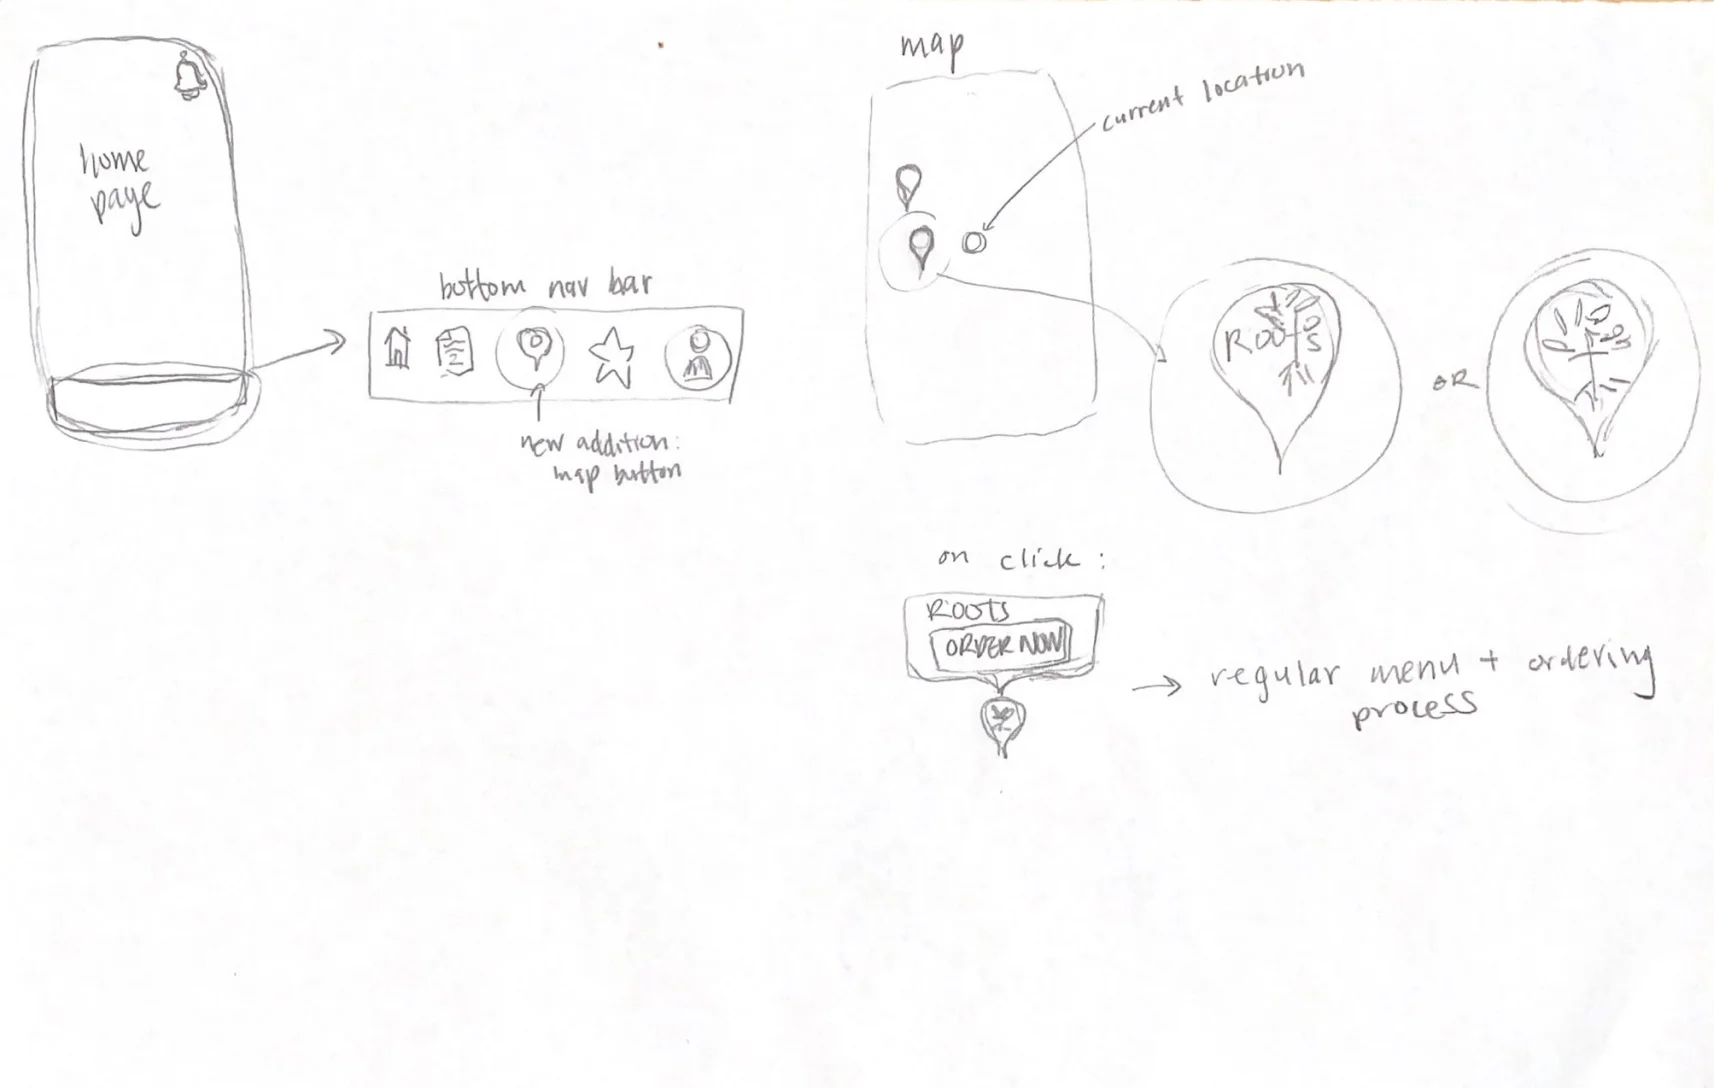 home
page
bottom nav bar
new addition:
map button
map
current location
ROOTS
OR
on click:
ROOTS
ORDER NOW
→ regular menu + ordering
process